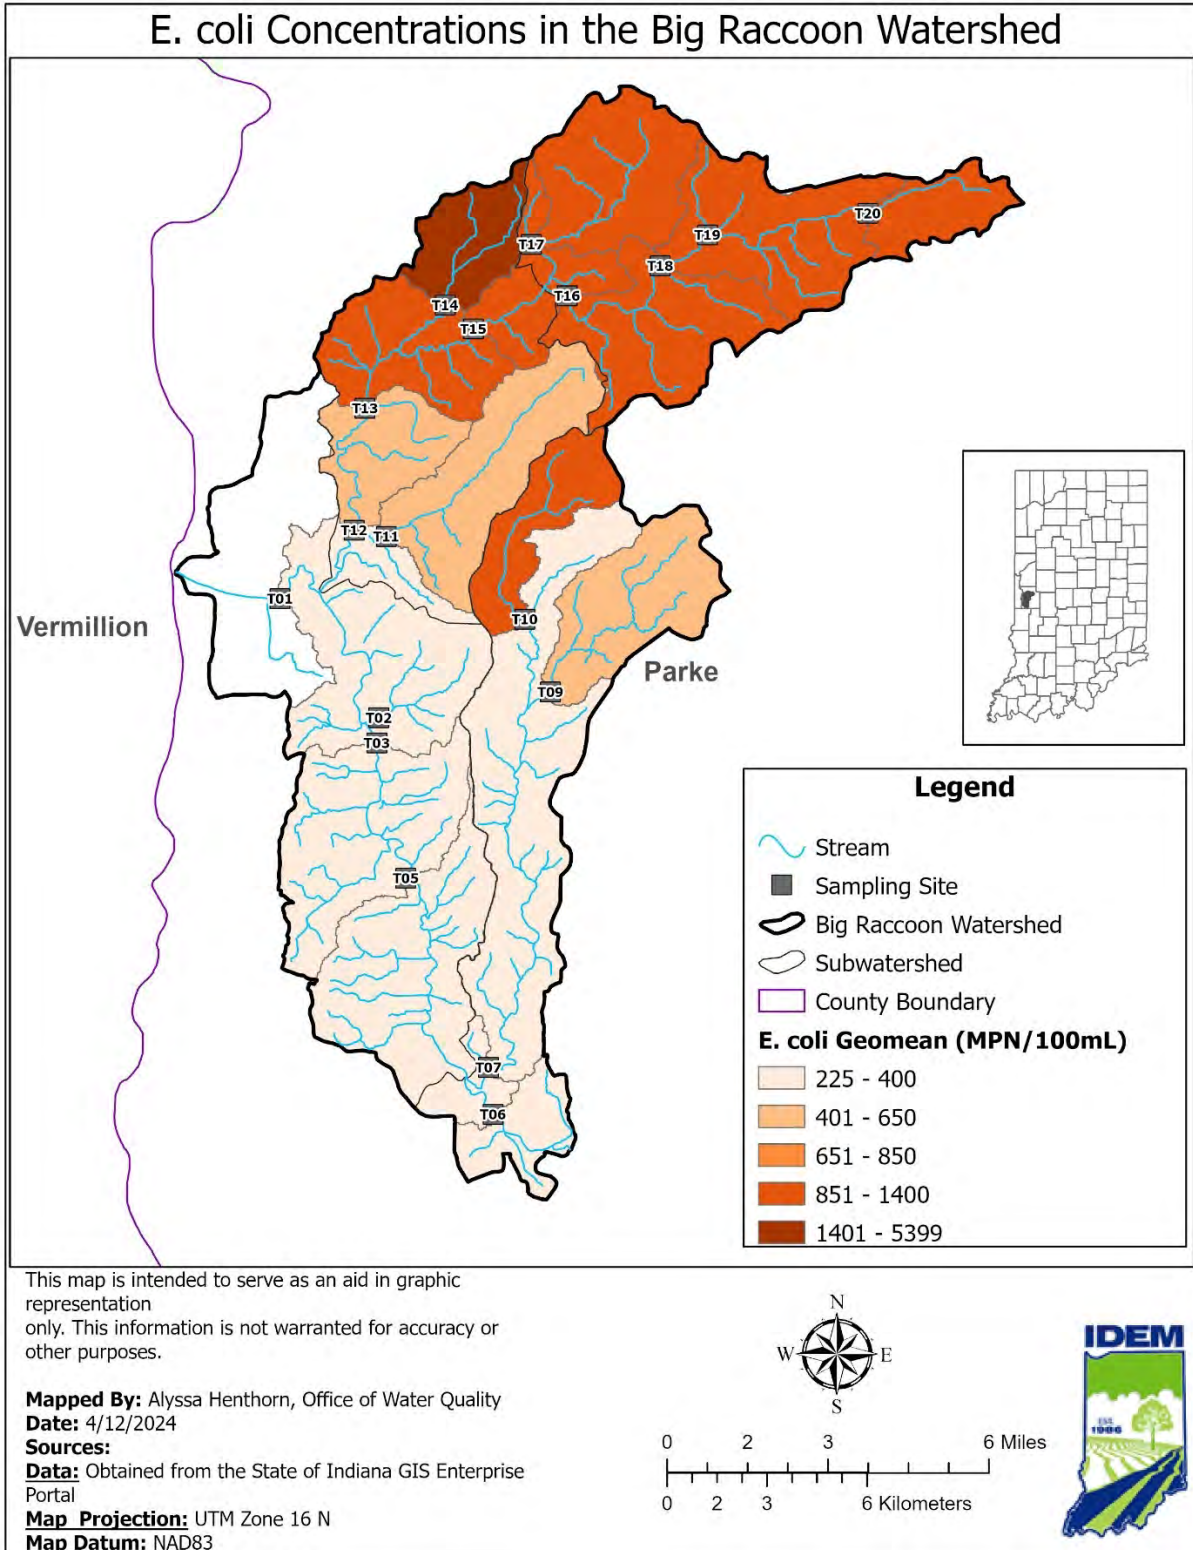 E. coli Concentrations in the Big Raccoon Watershed
T20
T17
T19
T18
T16
T14
T15
T13
T12
T11
T01
Vermillion
T10
Parke
T09
T02
T03
T05
T07
T06
Legend
Stream
Sampling Site
Big Raccoon Watershed
Subwatershed
County Boundary
E. coli Geomean (MPN/100mL)
225 - 400
401 - 650
651 - 850
851 - 1400
1401 - 5399
This map is intended to serve as an aid in graphic
representation
only. This information is not warranted for accuracy or
other purposes.
Mapped By: Alyssa Henthorn, Office of Water Quality
Date: 4/12/2024
Sources:
Data: Obtained from the State of Indiana GIS Enterprise
Portal
Map Projection: UTM Zone 16 N
Map Datum: NAD83
N
W E
S
0 2 3 6 Miles
0 2 3 6 Kilometers
IDEM
EST.
1986